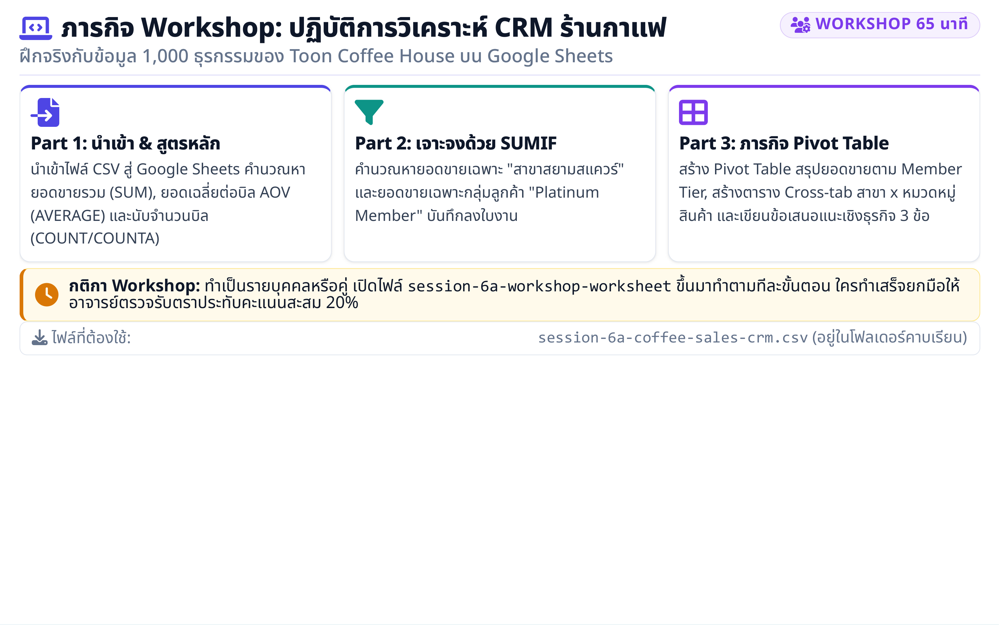 ภารกิจ Workshop: ปฏิบัติการวิเคราะห์ CRM ร้านกาแฟ
WORKSHOP 65 นาที
ฝึกจริงกับข้อมูล 1,000 ธุรกรรมของ Toon Coffee House บน Google Sheets
Part 1: นำเข้า & สูตรหลัก
นำเข้าไฟล์ CSV สู่ Google Sheets คำนวณหา
ยอดขายรวม (SUM), ยอดเฉลี่ยต่อบิล AOV
(AVERAGE) และนับจำนวนบิล
(COUNT/COUNTA)
Part 2: เจาะจงด้วย SUMIF
คำนวณหายอดขายเฉพาะ "สาขาสยามสแควร์"
และยอดขายเฉพาะกลุ่มลูกค้า "Platinum
Member" บันทึกลงใบงาน
Part 3: ภารกิจ Pivot Table
สร้าง Pivot Table สรุปยอดขายตาม Member
Tier, สร้างตาราง Cross-tab สาขา x หมวดหมู่
สินค้า และเขียนข้อเสนอแนะเชิงธุรกิจ 3 ข้อ
กติกา Workshop: ทำเป็นรายบุคคลหรือคู่ เปิดไฟล์ session-6a-workshop-worksheet ขึ้นมาทำตามทีละขั้นตอน ใครทำเสร็จยกมือให้
อาจารย์ตรวจรับตราประทับคะแนนสะสม 20%
ไฟล์ที่ต้องใช้:
session-6a-coffee-sales-crm.csv (อยู่ในโฟลเดอร์คาบเรียน)